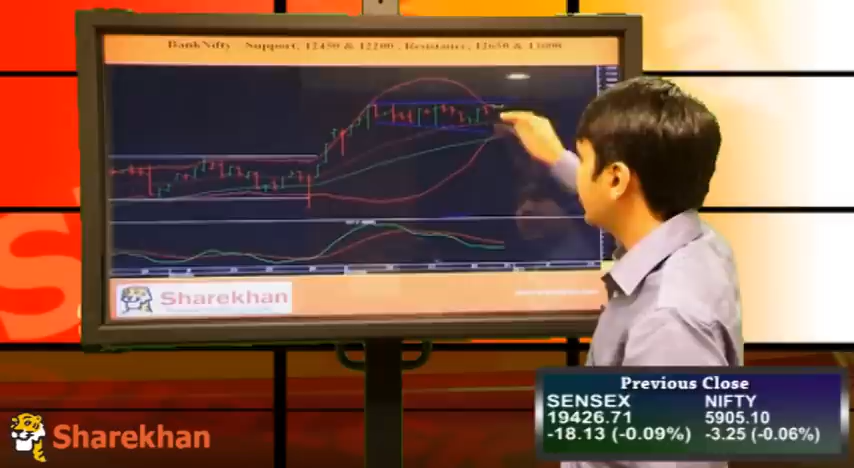 BankNifty Support, 12450 & 12200, Resistance, 12650 & 13000
Sharekhan
Sharekhan
Previous Close
SENSEX NIFTY
19426.71 5905.10
-18.13 (-0.09%) -3.25 (-0.06%)